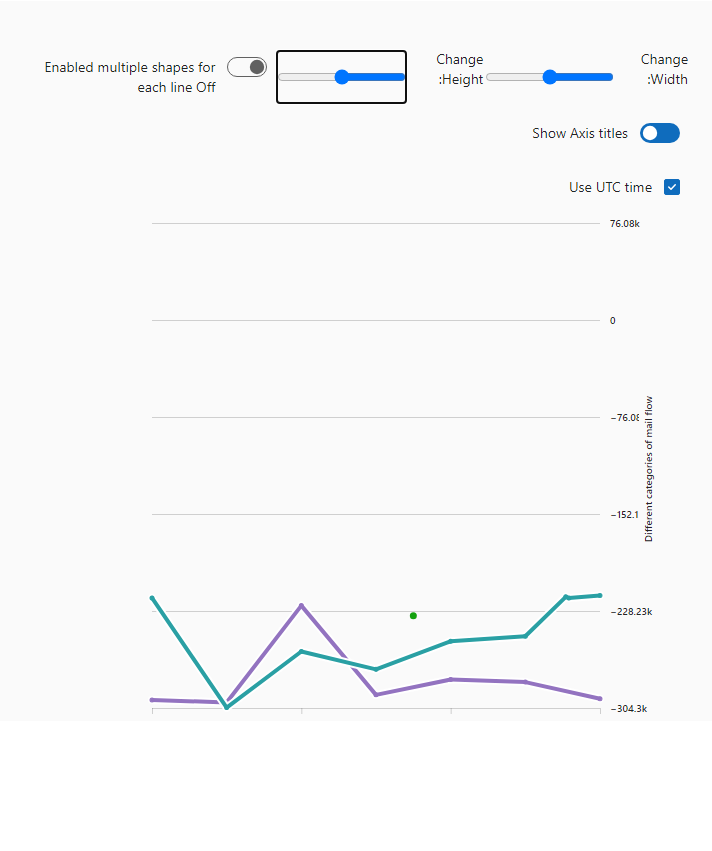 Change
Width:
Change
Height:
Enabled multiple shapes for
each line Off
Show Axis titles
Use UTC time
76.08k
0
−76.08
−152.1
−228.23k
−304.3k
Different categories of mail flow